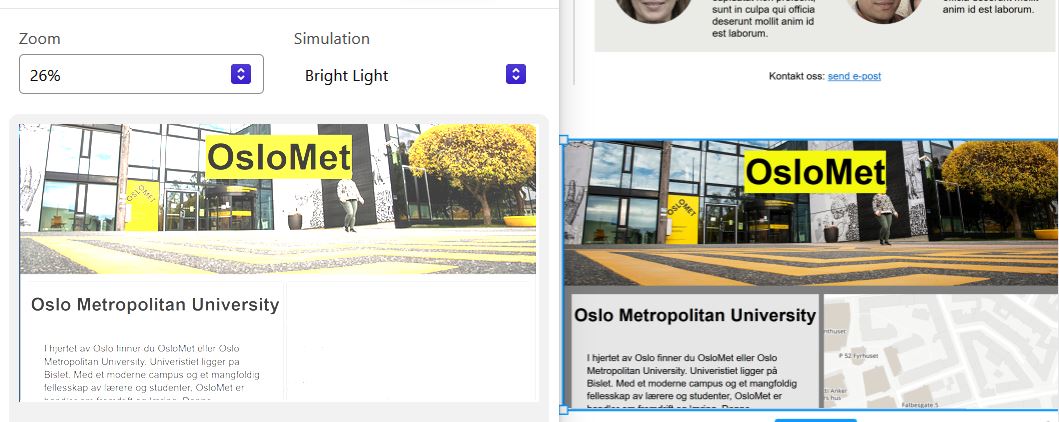 Zoom
Simulation
26%
Bright Light
OsloMet
OSLOMET
Oslo Metropolitan University
I hjertet av Oslo finner du OsloMet eller Oslo
Metropolitan University. Univeristiet ligger på
Bislet. Med et moderne campus og et mangfoldig
fellesskap av lærere og studenter, OsloMet er
sunt in culpa qui officia
deserunt mollit anim id
est laborum.
anim id est laborum.
Kontakt oss: send e-post
OsloMet
OSLOMET
Oslo Metropolitan University
I hjertet av Oslo finner du OsloMet eller Oslo
Metropolitan University. Univeristiet ligger på
Bislet. Med et moderne campus og et mangfoldig
fellesskap av lærere og studenter, OsloMet er
P 52 Fyrhuset
Falbesgate 5